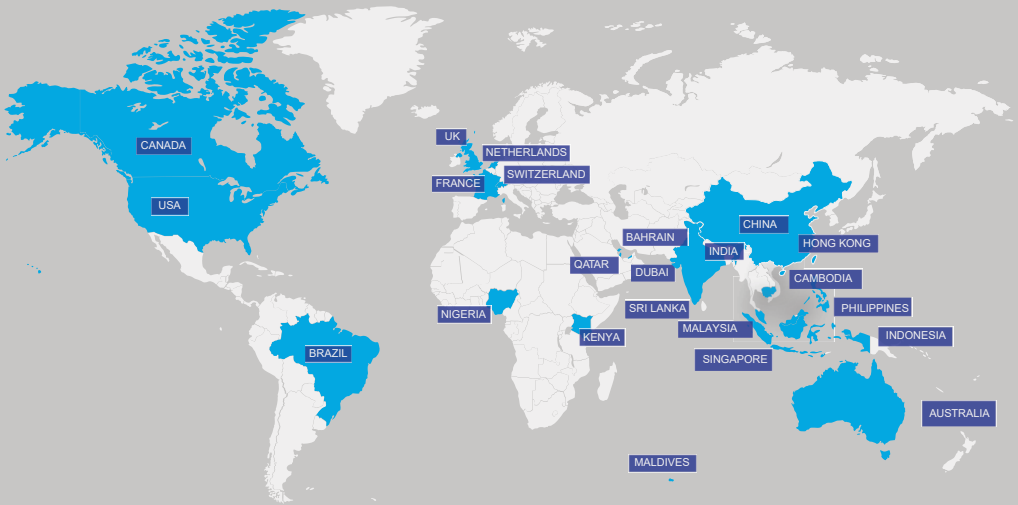 UK
CANADA
NETHERLANDS
SWITZERLAND
FRANCE
USA
CHINA
BAHRAIN
HONG KONG
INDIA
QATAR
DUBAI
CAMBODIA
SRI LANKA
PHILIPPINES
NIGERIA
MALAYSIA
INDONESIA
KENYA
BRAZIL
SINGAPORE
AUSTRALIA
MALDIVES